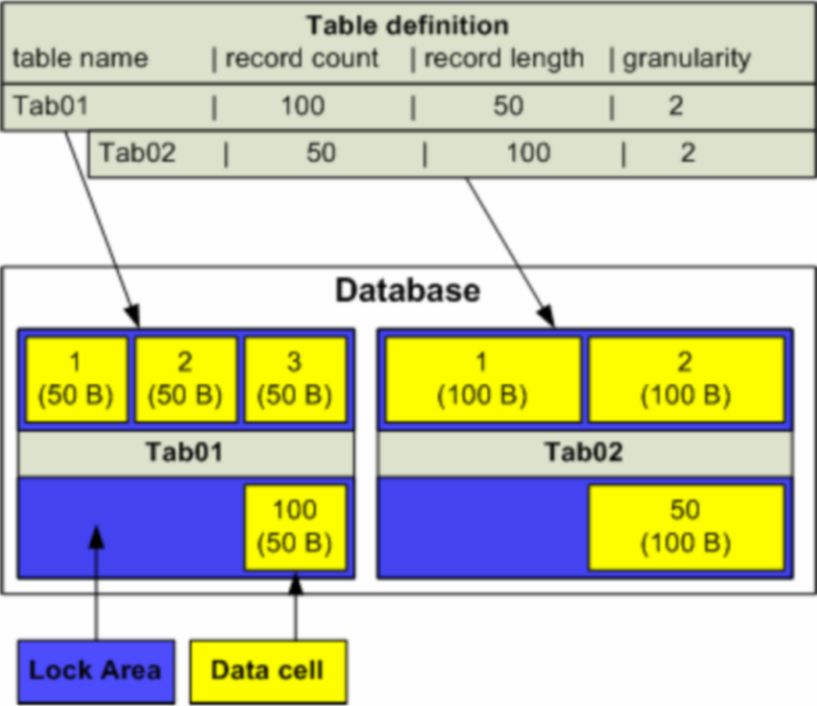 Table definition
table name | record count | record length | granularity
Tab01 | 100 | 50 | 2
Tab02 | 50 | 100 | 2
Database
1 2 3 1 2
(50 B) (50 B) (50 B) (100 B) (100 B)
Tab01 Tab02
100 50
(50 B) (100 B)
Lock Area Data cell